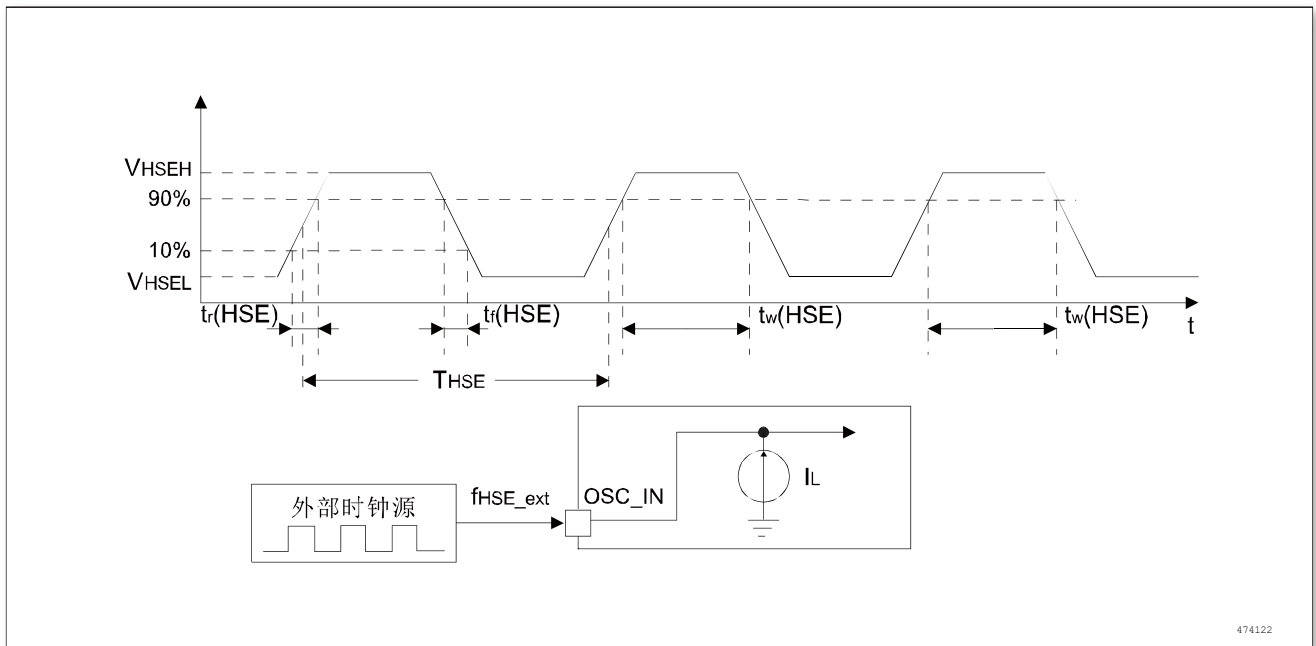 VHSEH
90%
10%
VHSEL
tr(HSE)
tf(HSE)
tw(HSE)
tw(HSE)
t
THSE
外部时钟源
fHSE_ext
OSC_IN
IL
474122